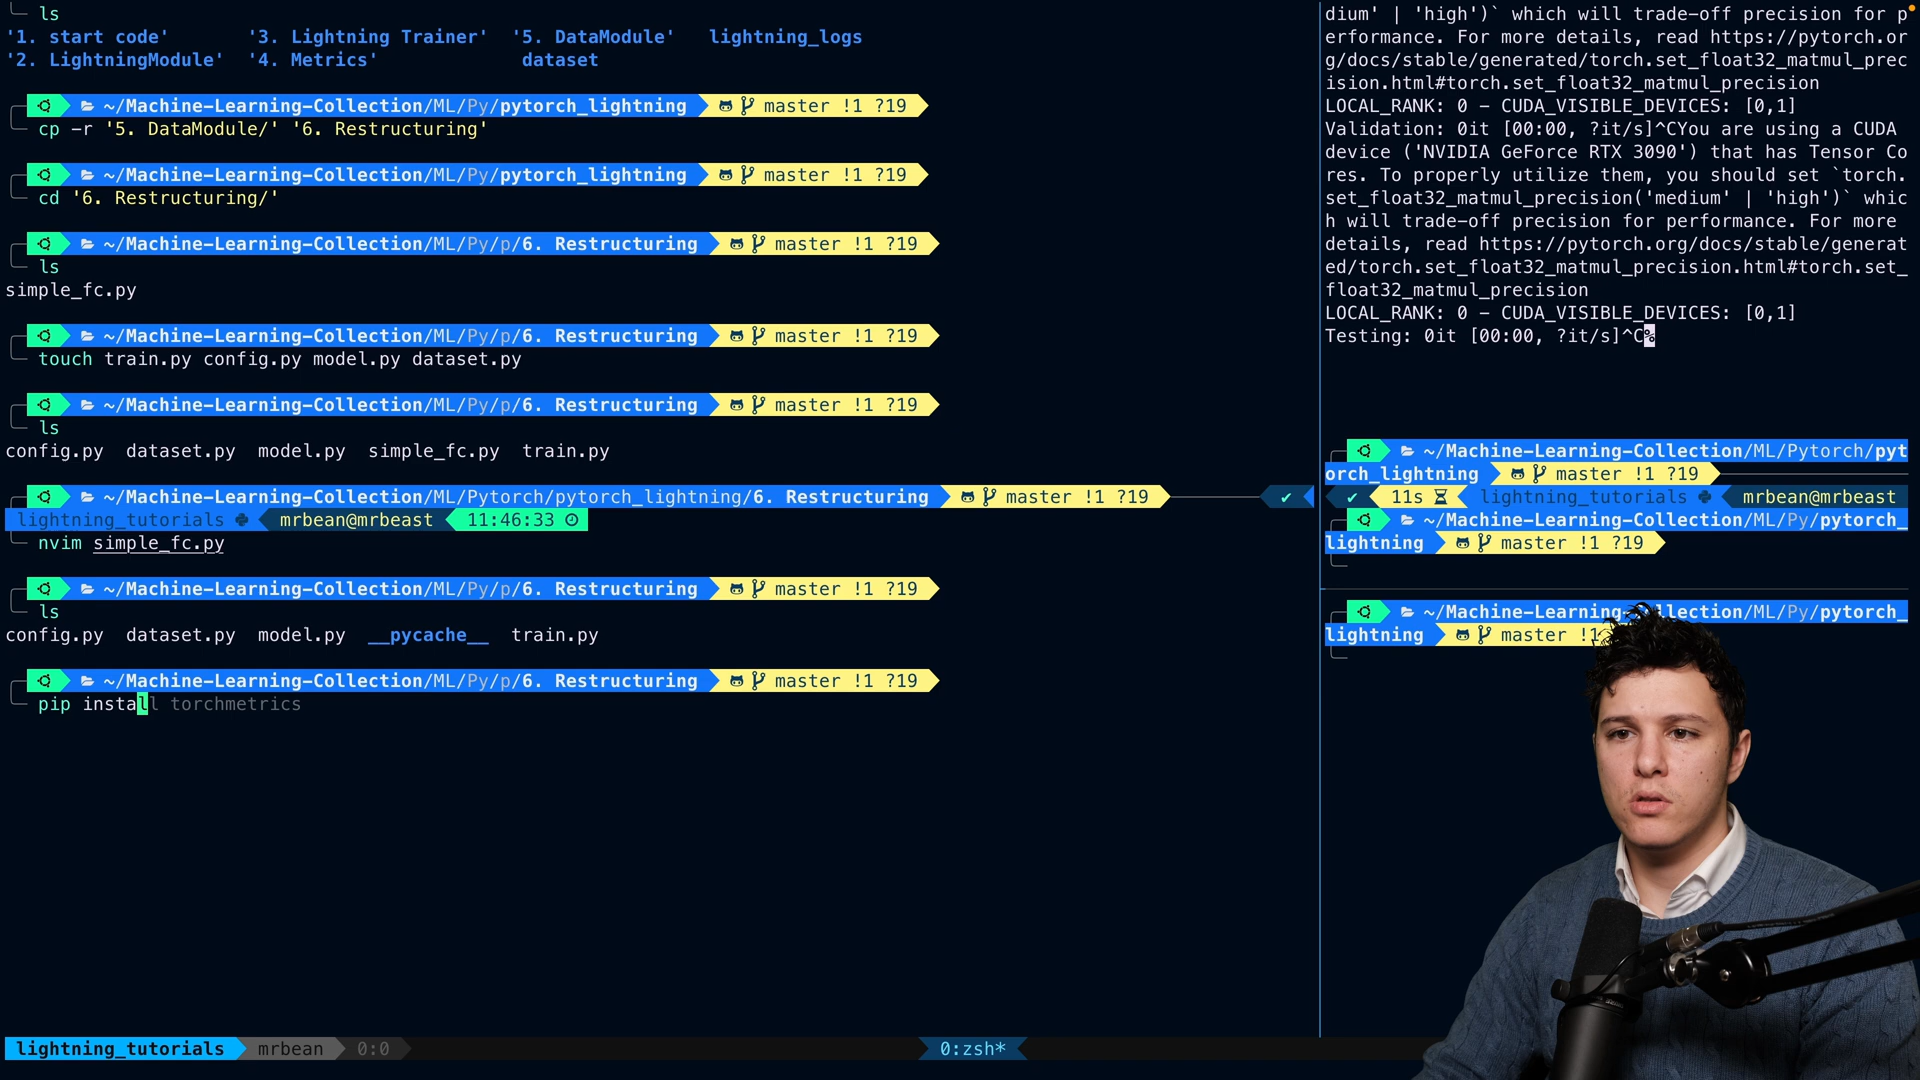 ls
'1. start code' '3. Lightning Trainer' '5. DataModule' lightning_logs
'2. LightningModule' '4. Metrics' dataset
~/Machine-Learning-Collection/ML/Py/pytorch_lightning master !1 ?19
cp -r '5. DataModule/' '6. Restructuring'
~/Machine-Learning-Collection/ML/Py/pytorch_lightning master !1 ?19
cd '6. Restructuring/'
~/Machine-Learning-Collection/ML/Py/p/6. Restructuring master !1 ?19
ls
simple_fc.py
~/Machine-Learning-Collection/ML/Py/p/6. Restructuring master !1 ?19
touch train.py config.py model.py dataset.py
~/Machine-Learning-Collection/ML/Py/p/6. Restructuring master !1 ?19
ls
config.py dataset.py model.py simple_fc.py train.py
~/Machine-Learning-Collection/ML/Pytorch/pytorch_lightning/6. Restructuring master !1 ?19 ✔
lightning_tutorials mrbean@mrbeast 11:46:33
nvim simple_fc.py
~/Machine-Learning-Collection/ML/Py/p/6. Restructuring master !1 ?19
ls
config.py dataset.py model.py __pycache__ train.py
~/Machine-Learning-Collection/ML/Py/p/6. Restructuring master !1 ?19
pip install torchmetrics
dium' | 'high')` which will trade-off precision for p
erformance. For more details, read https://pytorch.or
g/docs/stable/generated/torch.set_float32_matmul_prec
ision.html#torch.set_float32_matmul_precision
LOCAL_RANK: 0 - CUDA_VISIBLE_DEVICES: [0,1]
Validation: 0it [00:00, ?it/s]^CYou are using a CUDA
device ('NVIDIA GeForce RTX 3090') that has Tensor Co
res. To properly utilize them, you should set `torch.
set_float32_matmul_precision('medium' | 'high')` whic
h will trade-off precision for performance. For more
details, read https://pytorch.org/docs/stable/generat
ed/torch.set_float32_matmul_precision.html#torch.set_
float32_matmul_precision
LOCAL_RANK: 0 - CUDA_VISIBLE_DEVICES: [0,1]
Testing: 0it [00:00, ?it/s]^C%
~/Machine-Learning-Collection/ML/Pytorch/pyt
orch_lightning master !1 ?19
✔ 11s lightning_tutorials mrbean@mrbeast
~/Machine-Learning-Collection/ML/Py/pytorch_
lightning master !1 ?19
~/Machine-Learning-Collection/ML/Py/pytorch_
lightning master !1
lightning_tutorials mrbean 0:0 0:zsh*